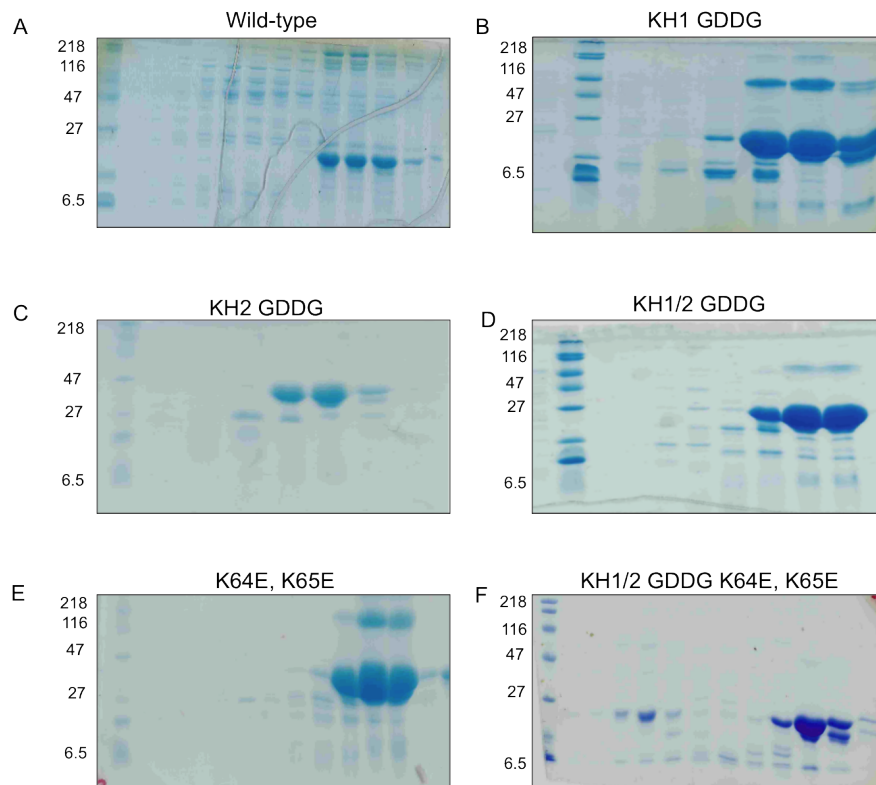 A
Wild-type
218
116
47
27
6.5
B
KH1 GDDG
218
116
47
27
6.5
C
KH2 GDDG
218
47
27
6.5
D
KH1/2 GDDG
218
116
47
27
6.5
E
K64E, K65E
218
116
47
27
6.5
F
KH1/2 GDDG K64E, K65E
218
116
47
27
6.5